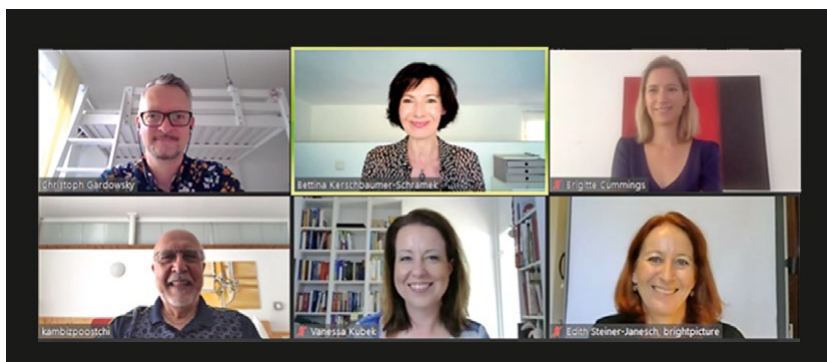 Christoph Gardowsky
Bettina Kerschbaumer-Schramek
Brigitte Cummings
kambizpoostchi
Vanessa Kubek
Edith Steiner-Janesch, brightpicture